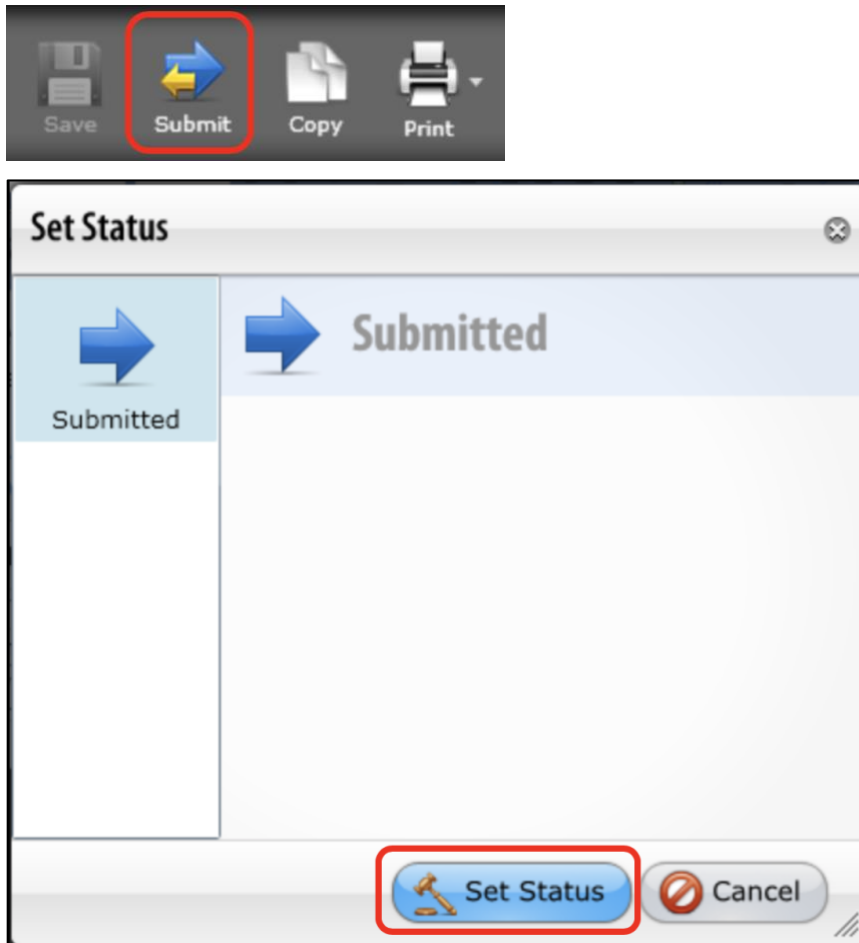 Save Submit Copy Print
Set Status
Submitted
Submitted
Set Status Cancel